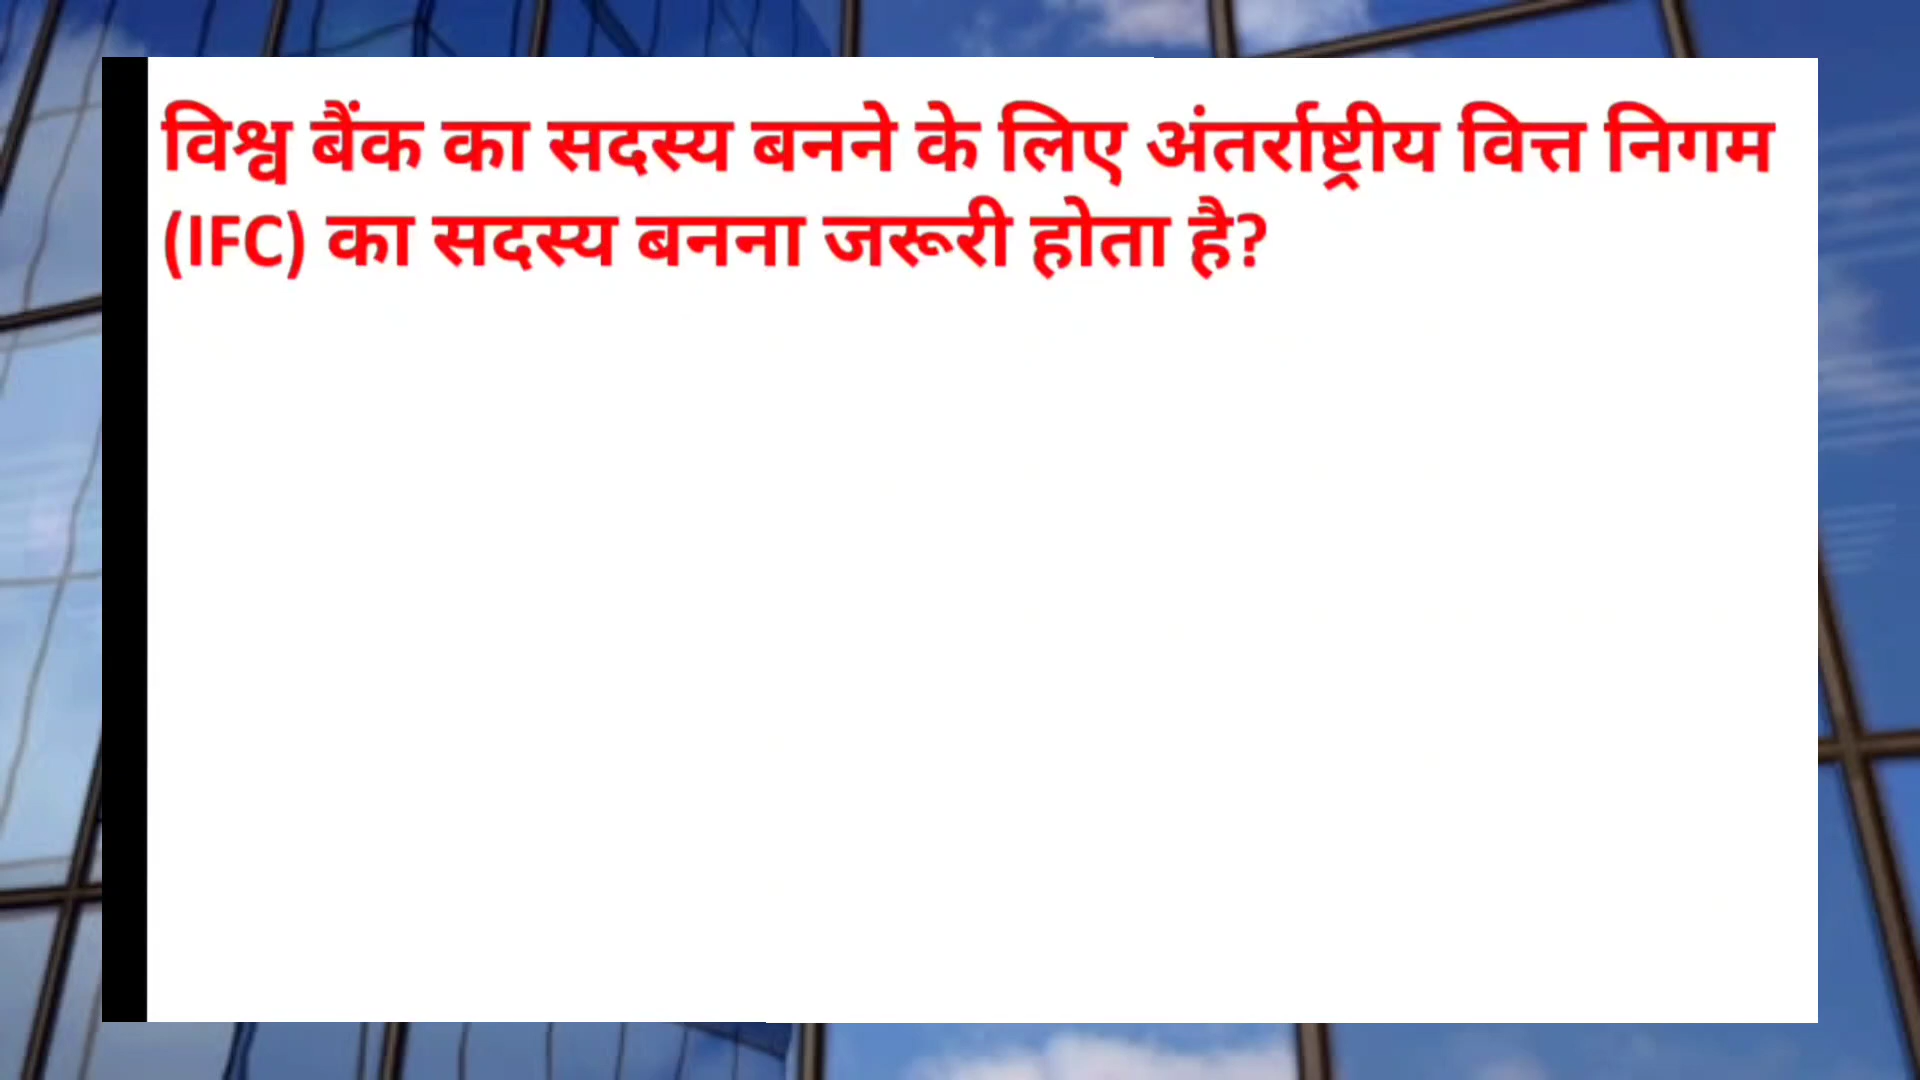 विश्व बैंक का सदस्य बनने के लिए अंतर्राष्ट्रीय वित्त निगम
(IFC) का सदस्य बनना जरूरी होता है?